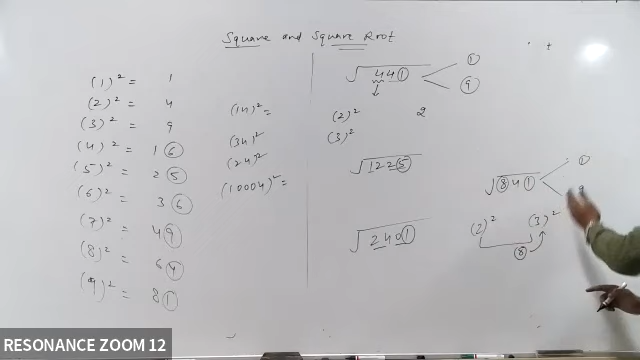 Square and Square Root
(1)² = 1
(2)² = 4
(3)² = 9
(4)² = 16
(5)² = 25
(6)² = 36
(7)² = 49
(8)² = 64
(9)² = 81
(14)² =
(34)²
(24)²
(10004)² =
√441
1
9
(2)² 2
(3)²
√1225
√2401
√841
1
9
(2)² (3)²
8
RESONANCE ZOOM 12